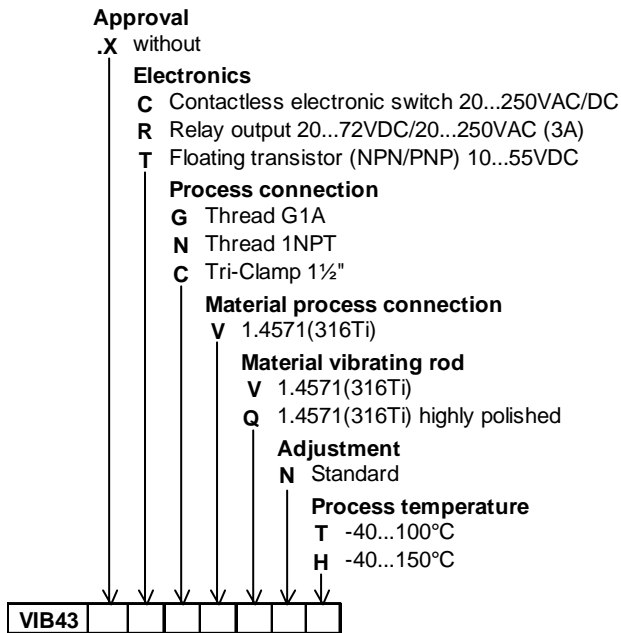 Approval
.X without
Electronics
C Contactless electronic switch 20...250VAC/DC
R Relay output 20...72VDC/20...250VAC (3A)
T Floating transistor (NPN/PNP) 10...55VDC
Process connection
G Thread G1A
N Thread 1NPT
C Tri-Clamp 1½"
Material process connection
V 1.4571(316Ti)
Material vibrating rod
V 1.4571(316Ti)
Q 1.4571(316Ti) highly polished
Adjustment
N Standard
Process temperature
T -40...100°C
H -40...150°C
VIB43